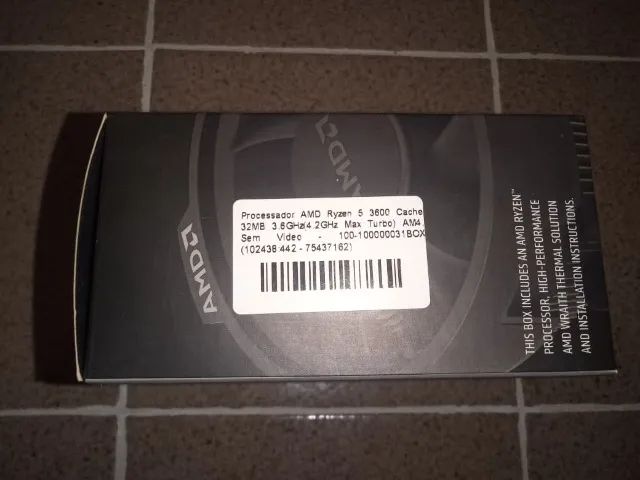 Processador AMD Ryzen 5 3600 Cache
32MB 3.6GHz(4.2GHz Max Turbo) AM4
Sem Video - 100-100000031BOX
(102438:442 - 75437162)
AMD
AMD
THIS BOX INCLUDES AN AMD RYZEN™
PROCESSOR, HIGH-PERFORMANCE
AMD WRAITH THERMAL SOLUTION
AND INSTALLATION INSTRUCTIONS.